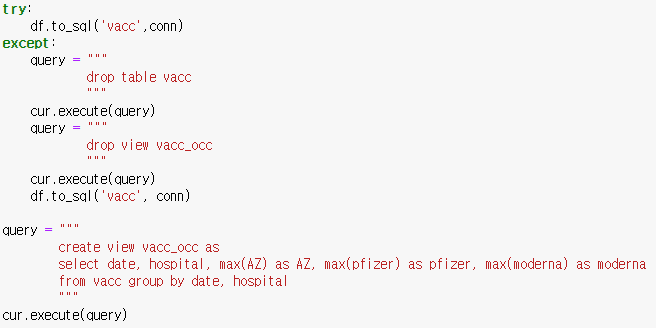 try:
    df.to_sql('vacc',conn)
except:
    query = """
            drop table vacc
            """
    cur.execute(query)
    query = """
            drop view vacc_occ
            """
    cur.execute(query)
    df.to_sql('vacc', conn)

query = """
        create view vacc_occ as
        select date, hospital, max(AZ) as AZ, max(pfizer) as pfizer, max(moderna) as moderna
        from vacc group by date, hospital
        """
cur.execute(query)